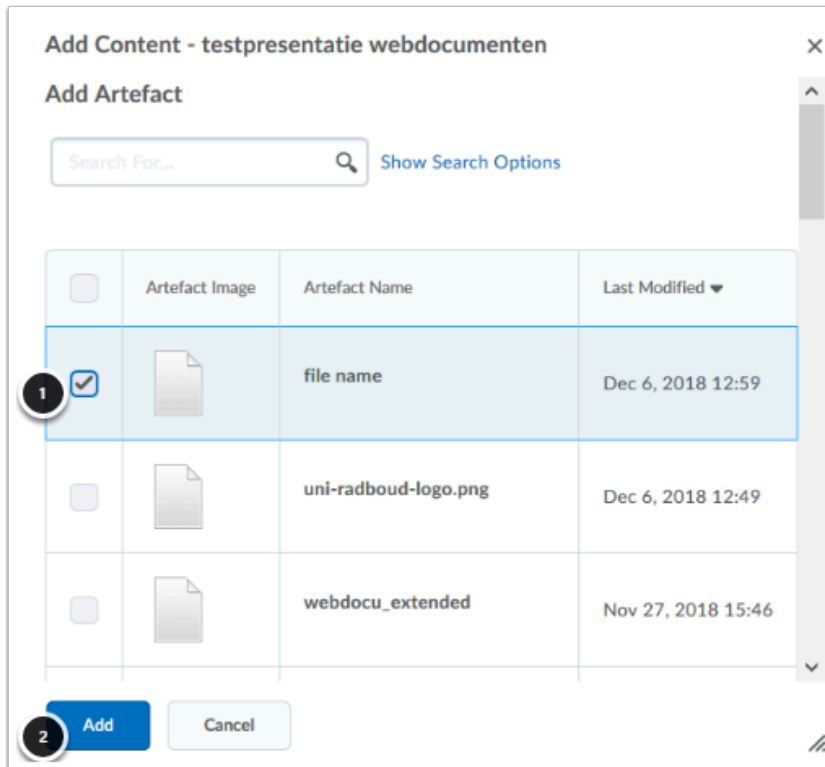 Add Content - testpresentatie webdocumenten
Add Artefact
Search For...
Show Search Options
Artefact Image
Artefact Name
Last Modified
1
file name
Dec 6, 2018 12:59
uni-radboud-logo.png
Dec 6, 2018 12:49
webdocu_extended
Nov 27, 2018 15:46
2
Add
Cancel